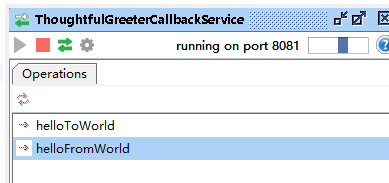 ThoughtfulGreeterCallbackService
running on port 8081
Operations
helloToWorld
helloFromWorld